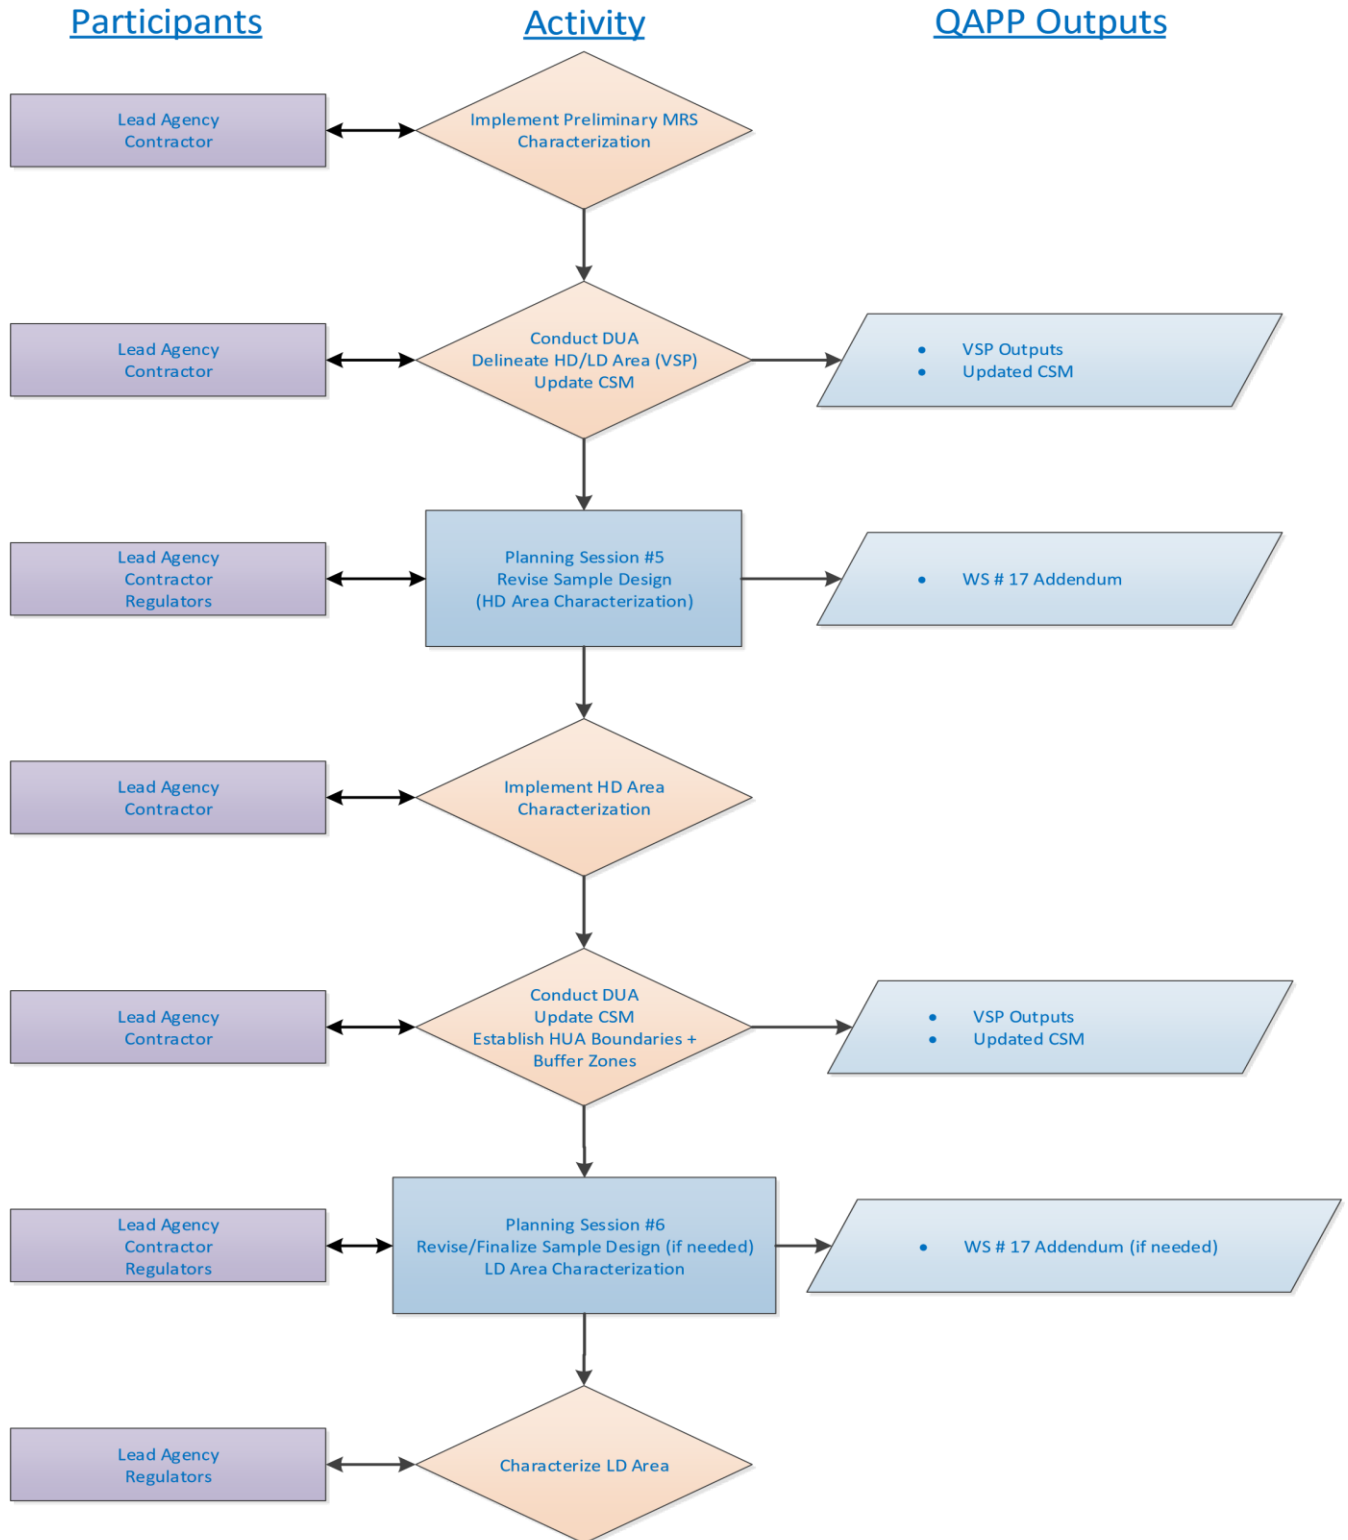 Participants
Activity
QAPP Outputs
Lead Agency
Contractor
Implement Preliminary MRS
Characterization
Lead Agency
Contractor
Conduct DUA
Delineate HD/LD Area (VSP)
Update CSM
• VSP Outputs
• Updated CSM
Lead Agency
Contractor
Regulators
Planning Session #5
Revise Sample Design
(HD Area Characterization)
• WS # 17 Addendum
Lead Agency
Contractor
Implement HD Area
Characterization
Lead Agency
Contractor
Conduct DUA
Update CSM
Establish HUA Boundaries +
Buffer Zones
• VSP Outputs
• Updated CSM
Lead Agency
Contractor
Regulators
Planning Session #6
Revise/Finalize Sample Design (if needed)
LD Area Characterization
• WS # 17 Addendum (if needed)
Lead Agency
Regulators
Characterize LD Area